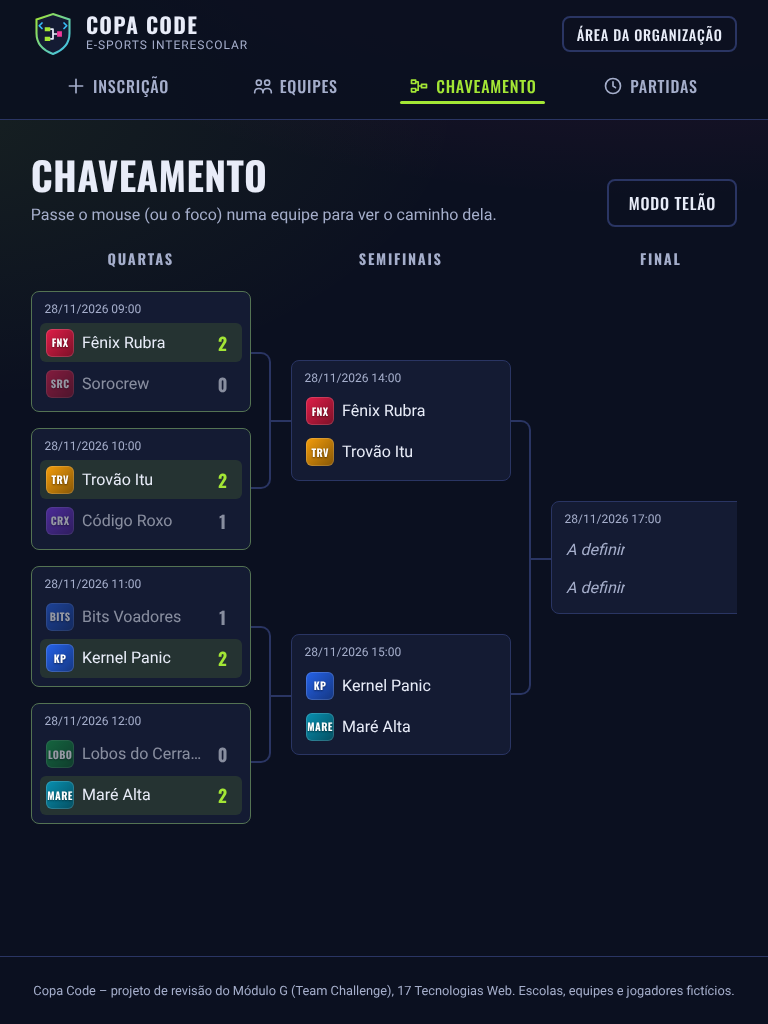 COPA CODE
E-SPORTS INTERESCOLAR
ÁREA DA ORGANIZAÇÃO
INSCRIÇÃO
EQUIPES
CHAVEAMENTO
PARTIDAS
CHAVEAMENTO
Passe o mouse (ou o foco) numa equipe para ver o caminho dela.
MODO TELÃO
QUARTAS
SEMIFINAIS
FINAL
28/11/2026 09:00
FNX Fênix Rubra 2
SRC Sorocrew 0
28/11/2026 10:00
TRV Trovão Itu 2
CRX Código Roxo 1
28/11/2026 11:00
BITS Bits Voadores 1
KP Kernel Panic 2
28/11/2026 12:00
LOBO Lobos do Cerra... 0
MARE Maré Alta 2
28/11/2026 14:00
FNX Fênix Rubra
TRV Trovão Itu
28/11/2026 15:00
KP Kernel Panic
MARE Maré Alta
28/11/2026 17:00
A definir
A definir
Copa Code – projeto de revisão do Módulo G (Team Challenge), 17 Tecnologias Web. Escolas, equipes e jogadores fictícios.